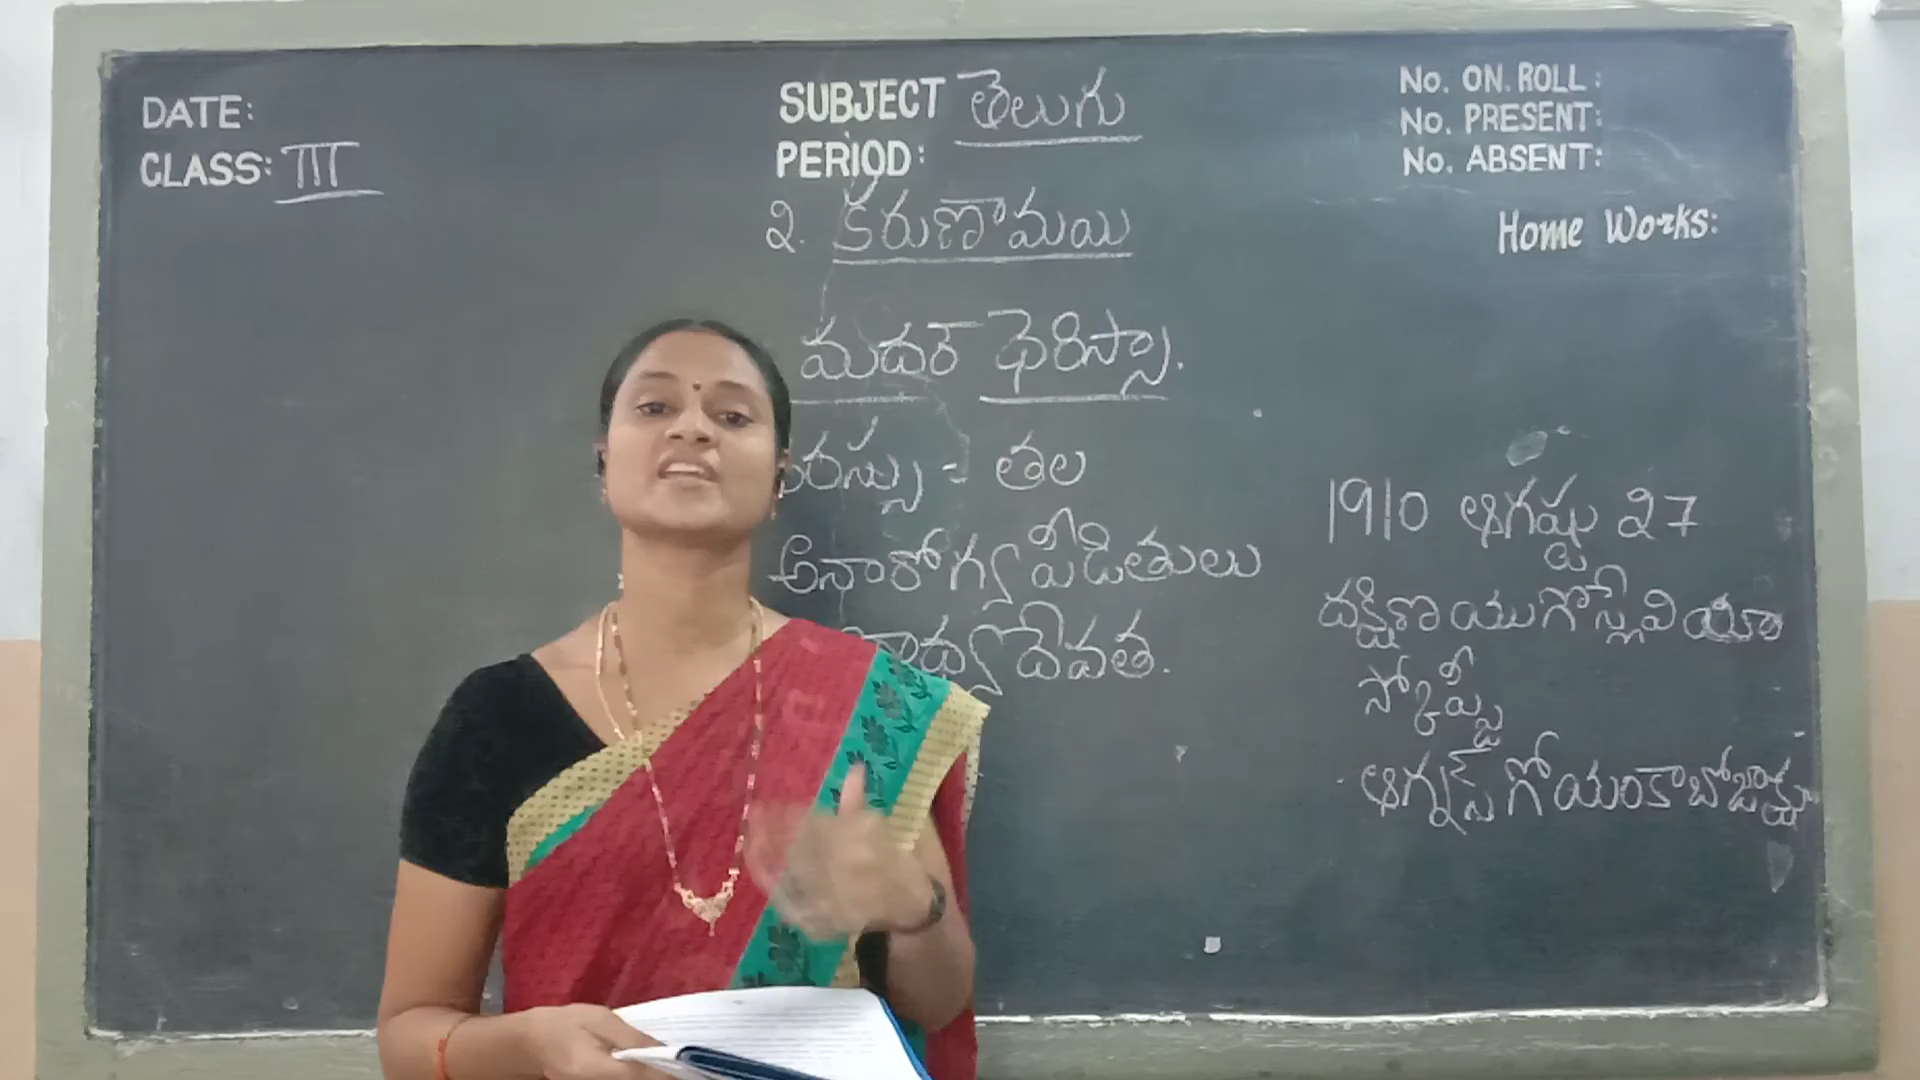 DATE:
CLASS: III
SUBJECT తెలుగు
PERIOD:
No. ON. ROLL:
No. PRESENT:
No. ABSENT:
Home Works:
2. కరుణామయి
మదర్ థెరిస్సా.
- తల
అనారోగ్య పీడితులు
దేవత.
1910 ఆగష్టు 27
దక్షిణ యుగోస్లేవియా
ఆగ్నస్ గోయంకా